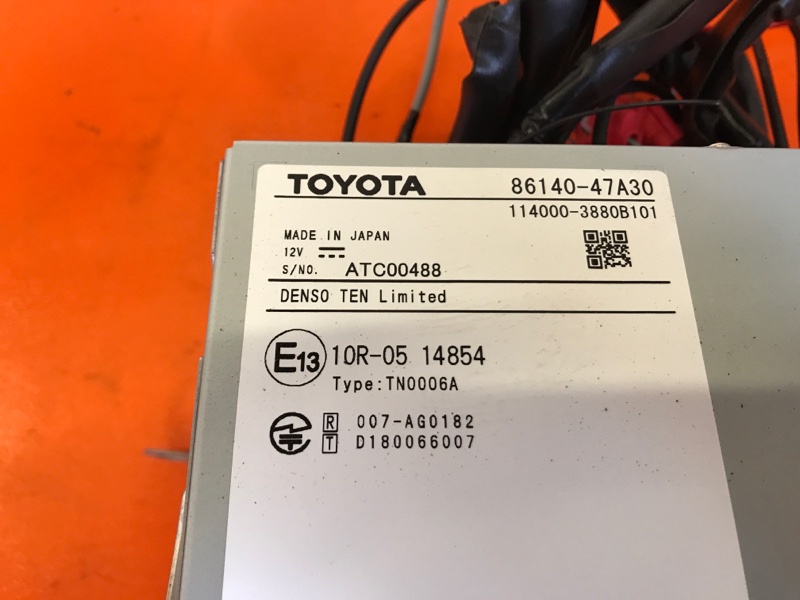 TOYOTA 86140-47A30
114000-3880B101
MADE IN JAPAN
12V
S/NO. ATC00488
DENSO TEN Limited
E13 10R-05 14854
Type:TN0006A
R 007-AG0182
T D180066007